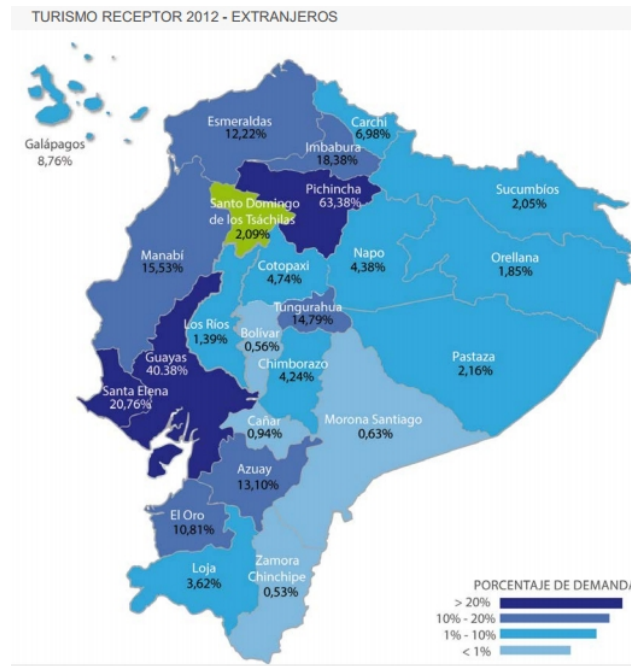 TURISMO RECEPTOR 2012 - EXTRANJEROS
Galápagos
8,76%
Esmeraldas
12,22%
Carchi
6,98%
Imbabura
18,38%
Pichincha
63,38%
Sucumbíos
2,05%
Santo Domingo
de los Tsáchilas
2,09%
Manabí
15,53%
Cotopaxi
4,74%
Napo
4,38%
Orellana
1,85%
Tungurahua
14,79%
Los Ríos
1,39%
Bolívar
0,56%
Guayas
40.38%
Chimborazo
4,24%
Pastaza
2,16%
Santa Elena
20,76%
Cañar
0,94%
Morona Santiago
0,63%
Azuay
13,10%
El Oro
10,81%
Loja
3,62%
Zamora
Chinchipe
0,53%
PORCENTAJE DE DEMANDA
> 20%
10% - 20%
1% - 10%
< 1%